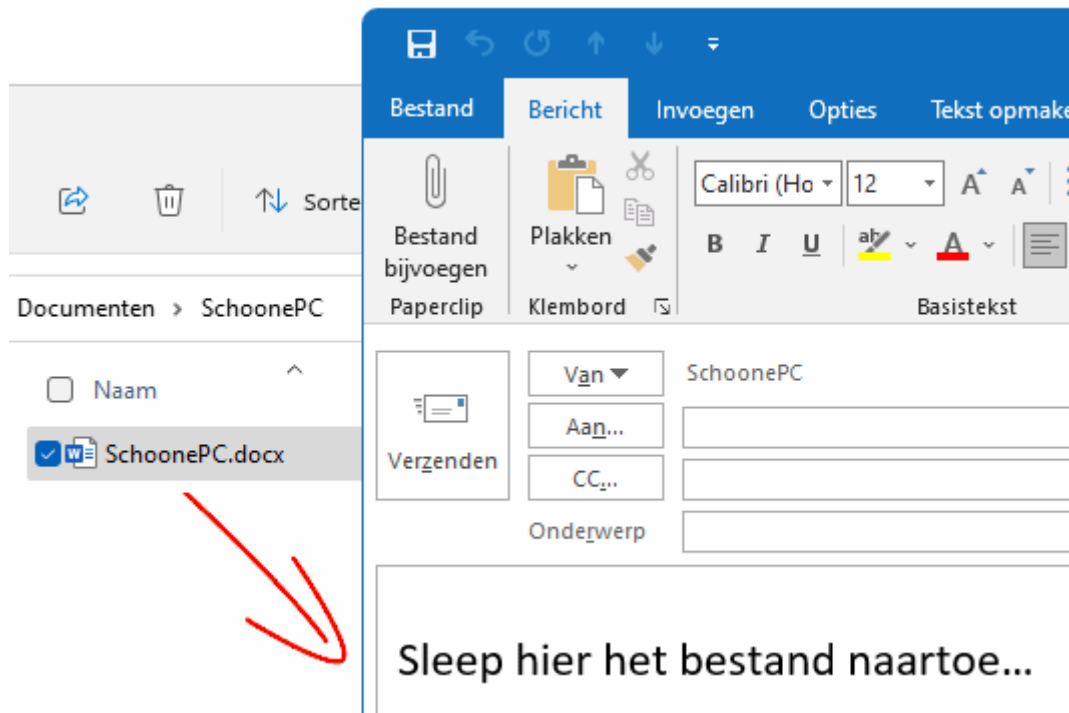 Sorte
Documenten > SchoonePC
Naam
SchoonePC.docx
Bestand Bericht Invoegen Opties Tekst opmake
Bestand
bijvoegen
Paperclip
Plakken
Klembord
Calibri (Ho 12
A A
B I U ab A
Basistekst
Verzenden
Van SchoonePC
Aan...
CC...
Onderwerp
Sleep hier het bestand naartoe...